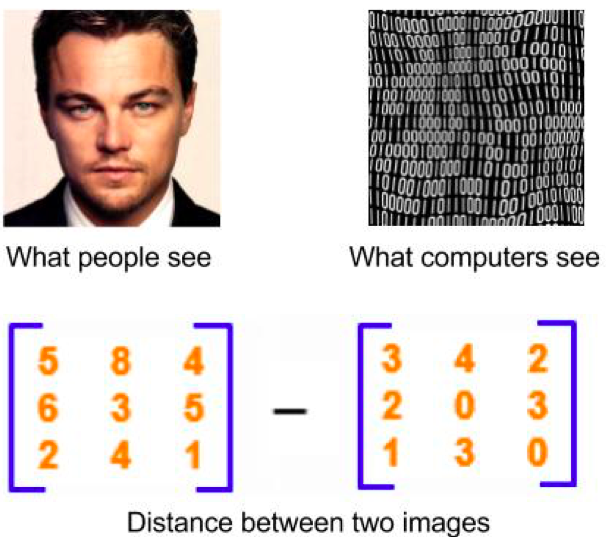 What people see
What computers see
5 8 4
6 3 5
2 4 1
–
3 4 2
2 0 3
1 3 0
Distance between two images